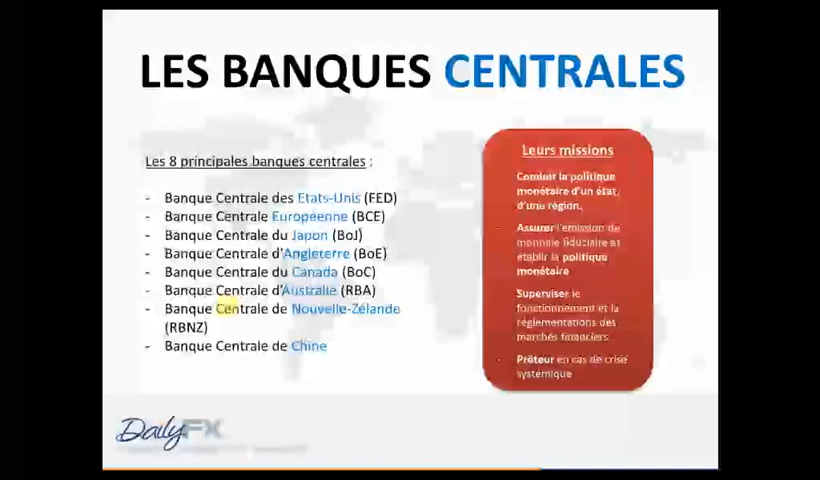 LES BANQUES CENTRALES
Les 8 principales banques centrales :
- Banque Centrale des Etats-Unis (FED)
- Banque Centrale Européenne (BCE)
- Banque Centrale du Japon (BoJ)
- Banque Centrale d'Angleterre (BoE)
- Banque Centrale du Canada (BoC)
- Banque Centrale d'Australie (RBA)
- Banque Centrale de Nouvelle-Zélande
(RBNZ)
- Banque Centrale de Chine
Leurs missions
Conduir la politique
monétaire d'un état,
d'une région.
- Assurer l'émission de
monnaie fiduciaire et
établir la politique
monétaire
Superviser le
fonctionnement et la
réglementations des
marchés financiers.
- Prêteur en cas de crise
systémique
DailyFX